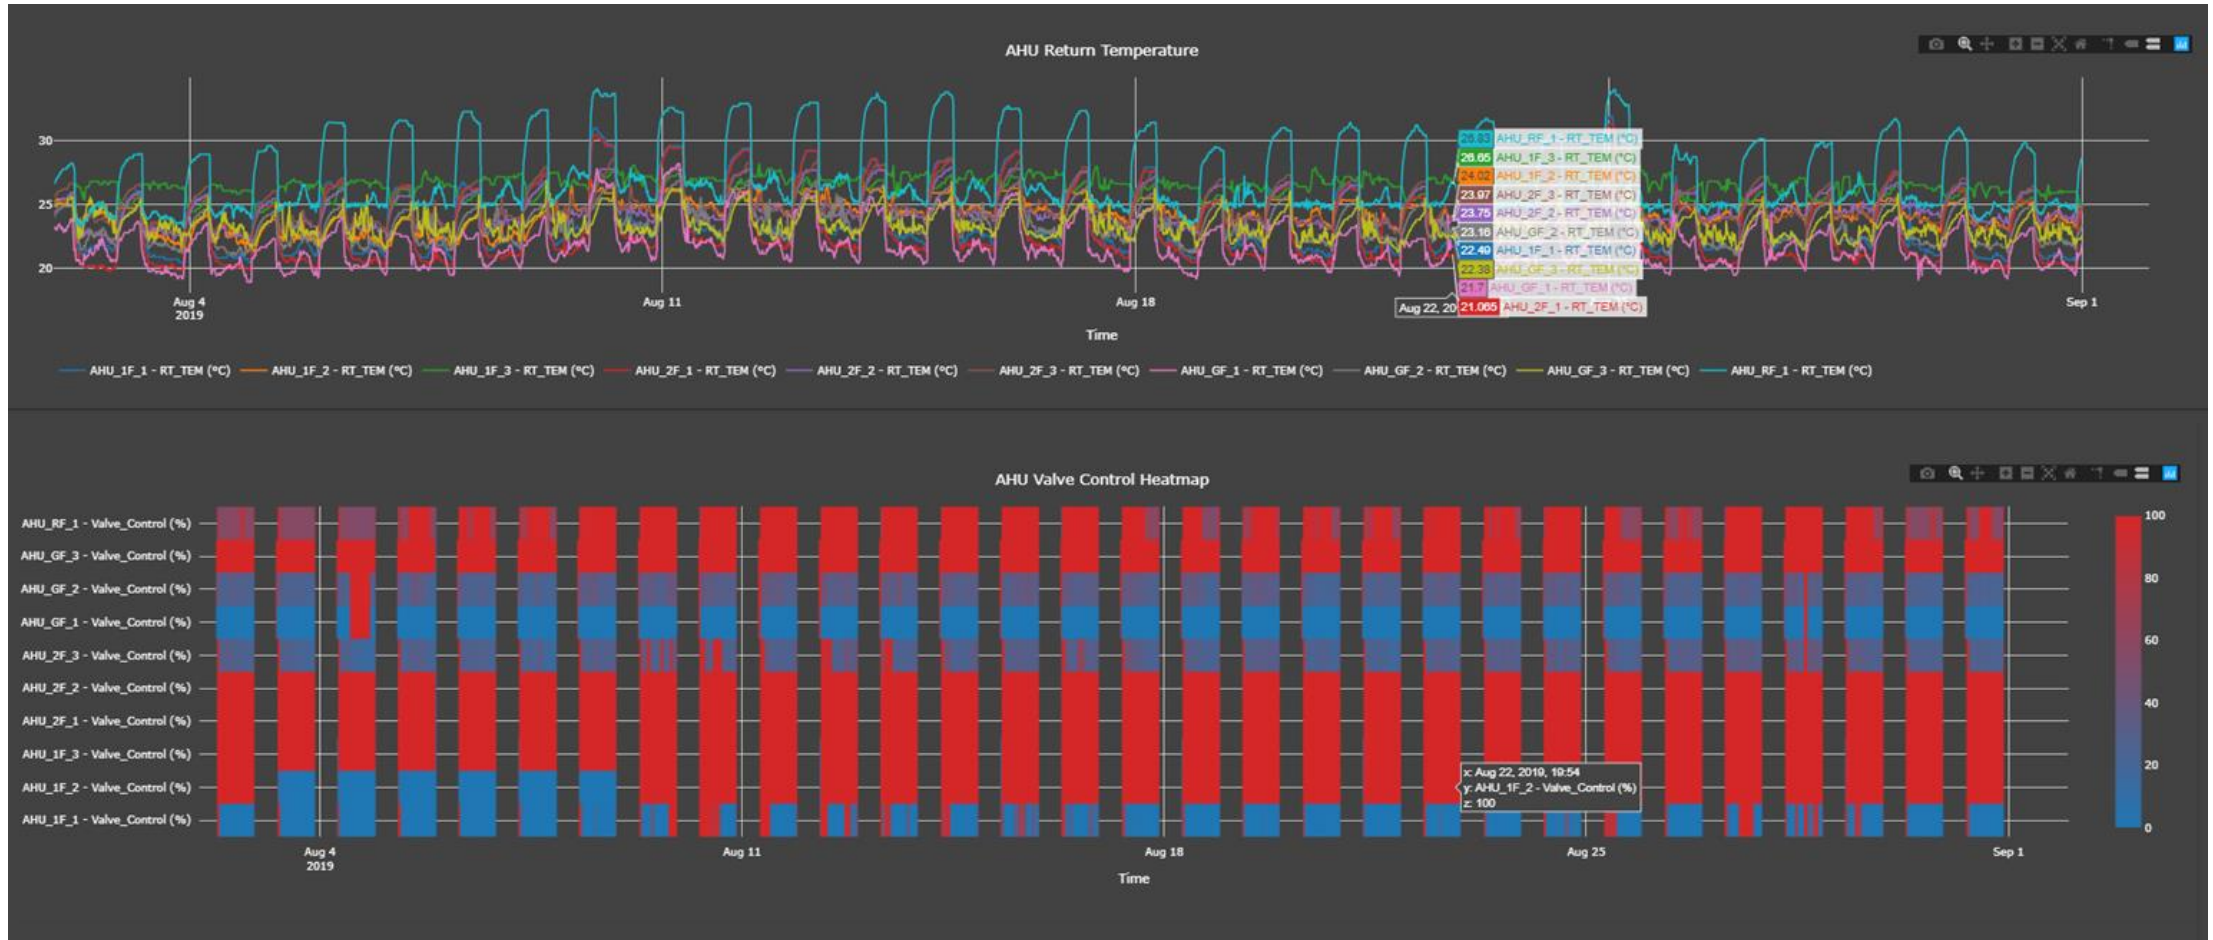 AHU Return Temperature
30
25
20
26.83 AHU_RF_1 - RT_TEM (°C)
26.65 AHU_1F_3 - RT_TEM (°C)
24.02 AHU_1F_2 - RT_TEM (°C)
23.97 AHU_2F_3 - RT_TEM (°C)
23.75 AHU_2F_2 - RT_TEM (°C)
23.16 AHU_GF_2 - RT_TEM (°C)
22.49 AHU_1F_1 - RT_TEM (°C)
22.38 AHU_GF_3 - RT_TEM (°C)
21.7 AHU_GF_1 - RT_TEM (°C)
Aug 22, 20 21.065 AHU_2F_1 - RT_TEM (°C)
Aug 4 Aug 11 Aug 18 Sep 1
2019
Time
AHU_1F_1 - RT_TEM (°C) AHU_1F_2 - RT_TEM (°C) AHU_1F_3 - RT_TEM (°C) AHU_2F_1 - RT_TEM (°C) AHU_2F_2 - RT_TEM (°C) AHU_2F_3 - RT_TEM (°C) AHU_GF_1 - RT_TEM (°C) AHU_GF_2 - RT_TEM (°C) AHU_GF_3 - RT_TEM (°C) AHU_RF_1 - RT_TEM (°C)
AHU Valve Control Heatmap
AHU_RF_1 - Valve_Control (%)
AHU_GF_3 - Valve_Control (%)
AHU_GF_2 - Valve_Control (%)
AHU_GF_1 - Valve_Control (%)
AHU_2F_3 - Valve_Control (%)
AHU_2F_2 - Valve_Control (%)
AHU_2F_1 - Valve_Control (%)
AHU_1F_3 - Valve_Control (%)
AHU_1F_2 - Valve_Control (%)
AHU_1F_1 - Valve_Control (%)
x: Aug 22, 2019, 19:54
y: AHU_1F_2 - Valve_Control (%)
z: 100
100
80
60
40
20
0
Aug 4 Aug 11 Aug 18 Aug 25 Sep 1
2019
Time